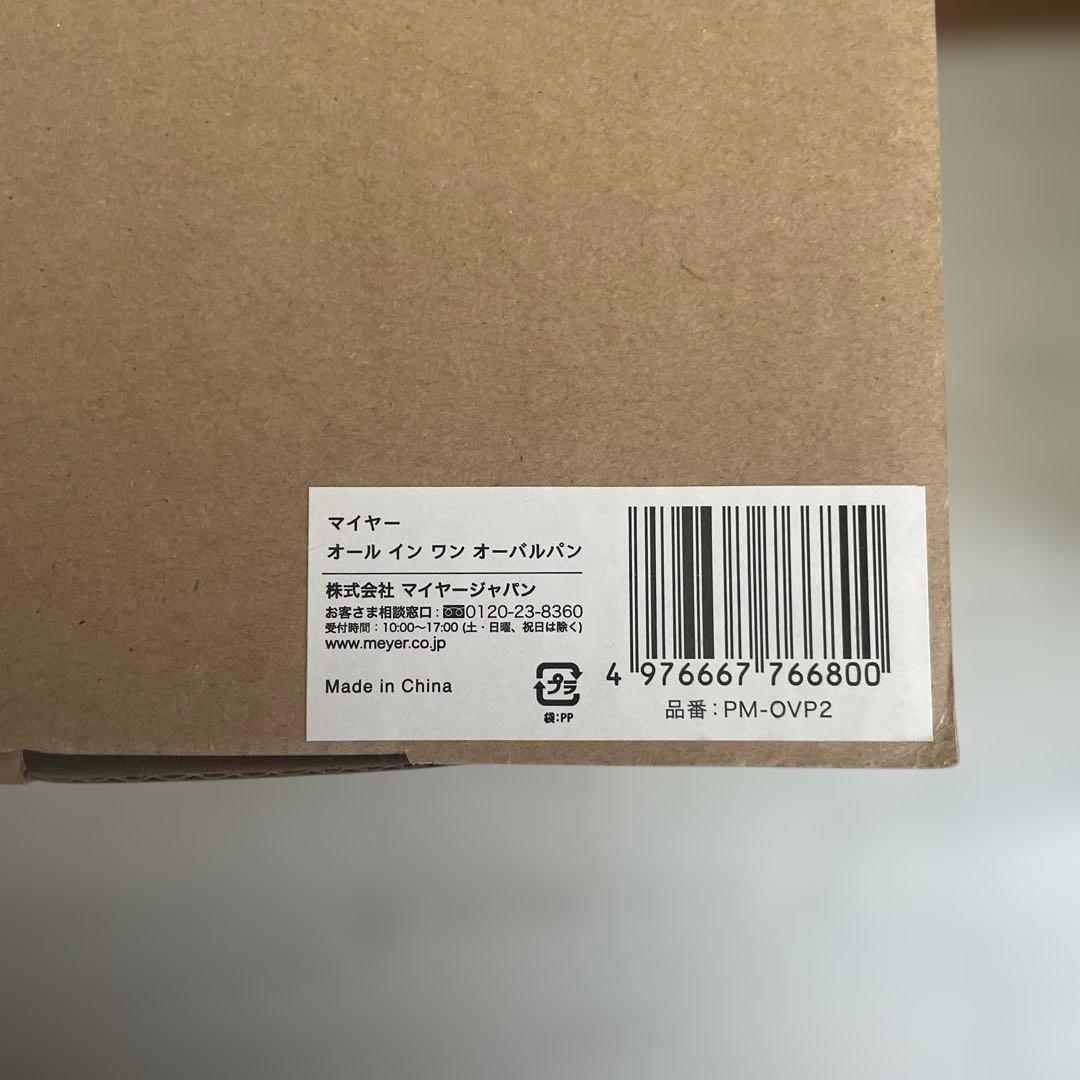 マイヤー
オール イン ワン オーバルパン
株式会社 マイヤージャパン
お客さま相談窓口：0120-23-8360
受付時間：10:00～17:00 (土・日曜、祝日は除く)
www.meyer.co.jp
Made in China
プラ
袋:PP
4 976667 766800
品番：PM-OVP2